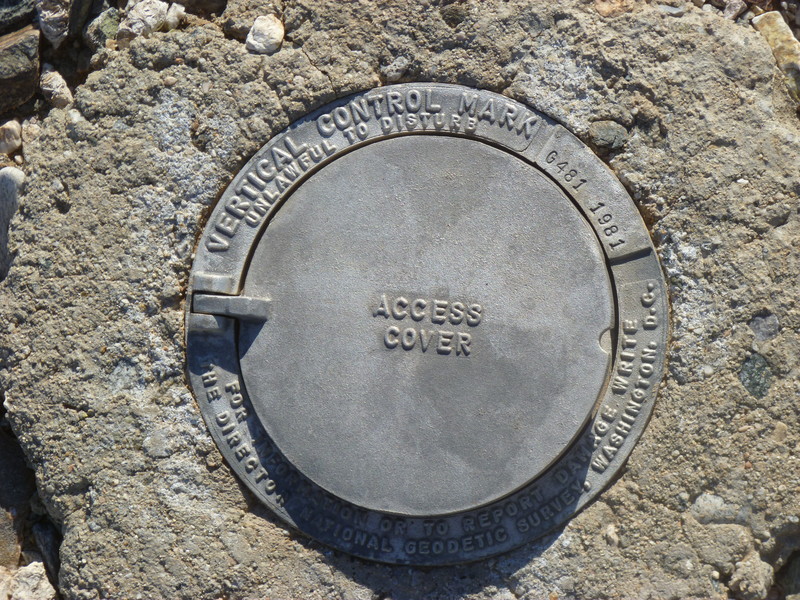 VERTICAL CONTROL MARK
UNLAWFUL TO DISTURB
G481 1981
ACCESS
COVER
FOR INFORMATION OR TO REPORT DAMAGE WRITE
THE DIRECTOR NATIONAL GEODETIC SURVEY, WASHINGTON, D.C.